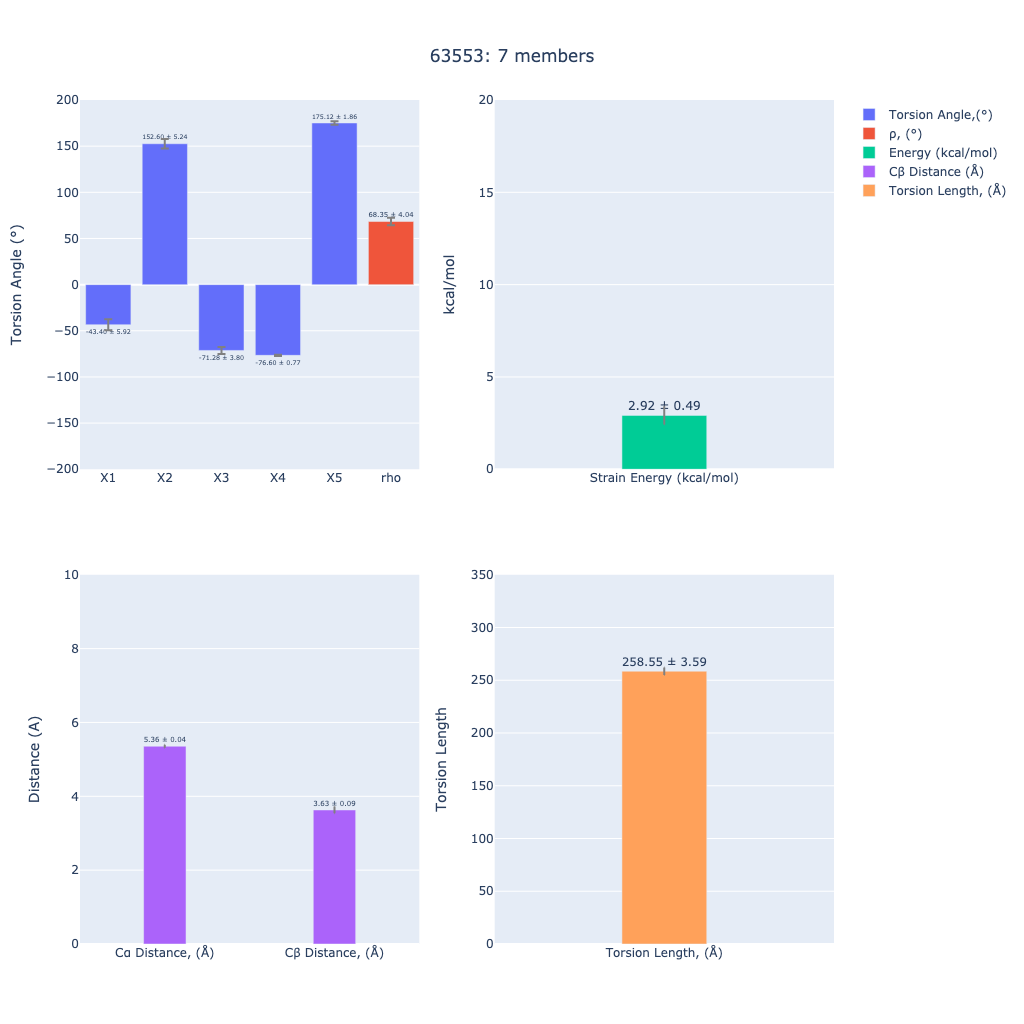 63553: 7 members
200
150
100
50
0
−50
−100
−150
−200
Torsion Angle (°)
152.60 ± 5.24
175.12 ± 1.86
68.35 ± 4.04
-43.40 ± 5.92
-71.28 ± 3.80
-76.60 ± 0.77
X1 X2 X3 X4 X5 rho
20
15
10
5
0
kcal/mol
2.92 ± 0.49
Strain Energy (kcal/mol)
Torsion Angle,(°)
ρ, (°)
Energy (kcal/mol)
Cβ Distance (Å)
Torsion Length, (Å)
10
8
6
4
2
0
Distance (A)
5.36 ± 0.04
3.63 ± 0.09
Cα Distance, (Å) Cβ Distance, (Å)
350
300
250
200
150
100
50
0
Torsion Length
258.55 ± 3.59
Torsion Length, (Å)